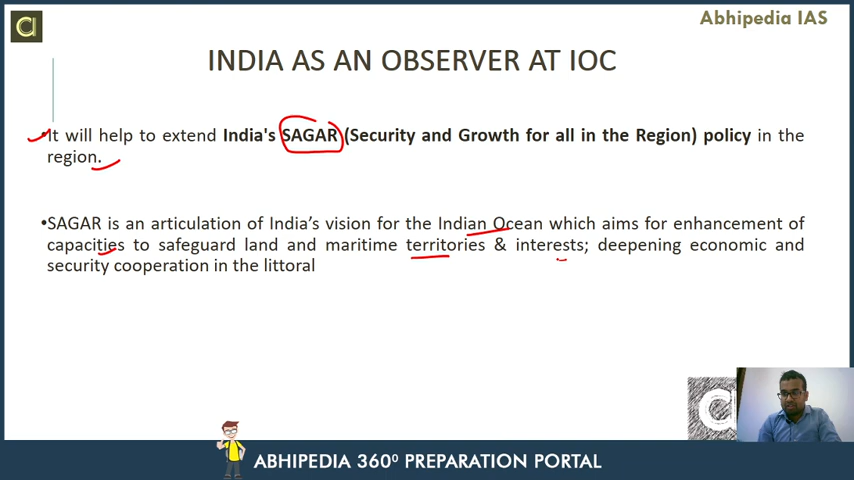 Abhipedia IAS
INDIA AS AN OBSERVER AT IOC
•It will help to extend India's SAGAR (Security and Growth for all in the Region) policy in the
region.
•SAGAR is an articulation of India's vision for the Indian Ocean which aims for enhancement of
capacities to safeguard land and maritime territories & interests; deepening economic and
security cooperation in the littoral
ABHIPEDIA 360⁰ PREPARATION PORTAL